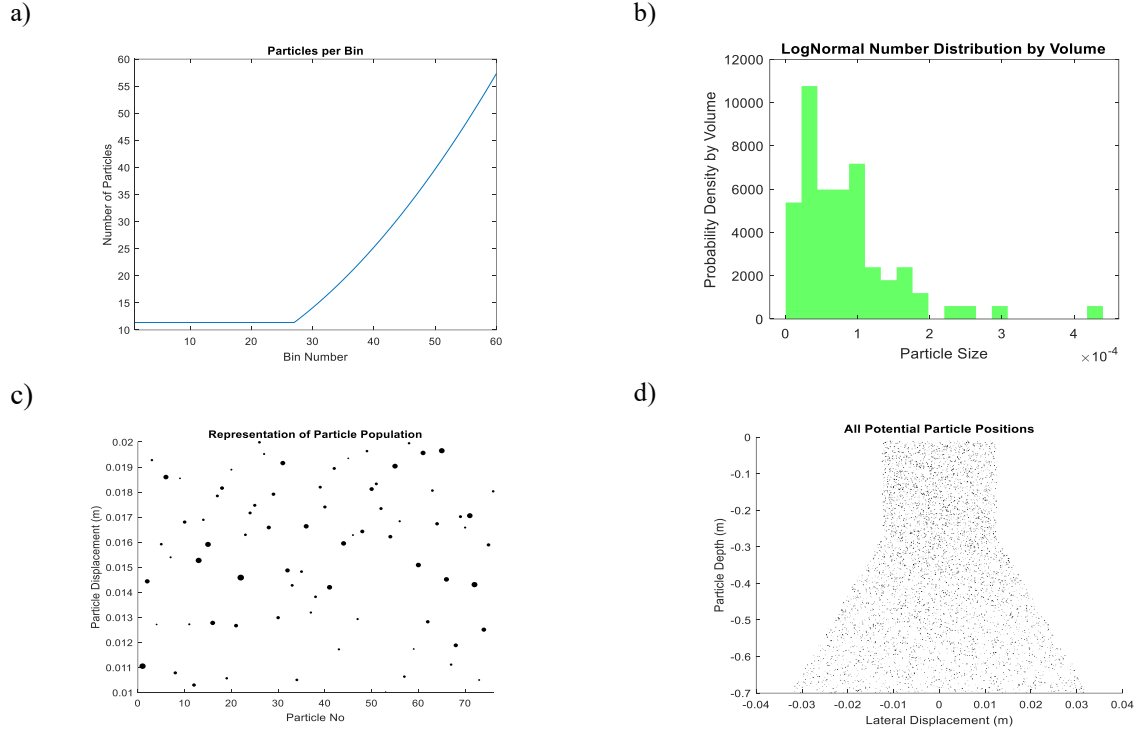 a)
Particles per Bin
60
55
50
45
40
35
30
25
20
15
10
Number of Particles
10 20 30 40 50 60
Bin Number
b)
LogNormal Number Distribution by Volume
12000
10000
8000
6000
4000
2000
0
Probability Density by Volume
0 1 2 3 4
×10⁻⁴
Particle Size
c)
Representation of Particle Population
0.02
0.019
0.018
0.017
0.016
0.015
0.014
0.013
0.012
0.011
0.01
Particle Displacement (m)
0 10 20 30 40 50 60 70
Particle No
d)
All Potential Particle Positions
0
-0.1
-0.2
-0.3
-0.4
-0.5
-0.6
-0.7
Particle Depth (m)
-0.04 -0.03 -0.02 -0.01 0 0.01 0.02 0.03 0.04
Lateral Displacement (m)